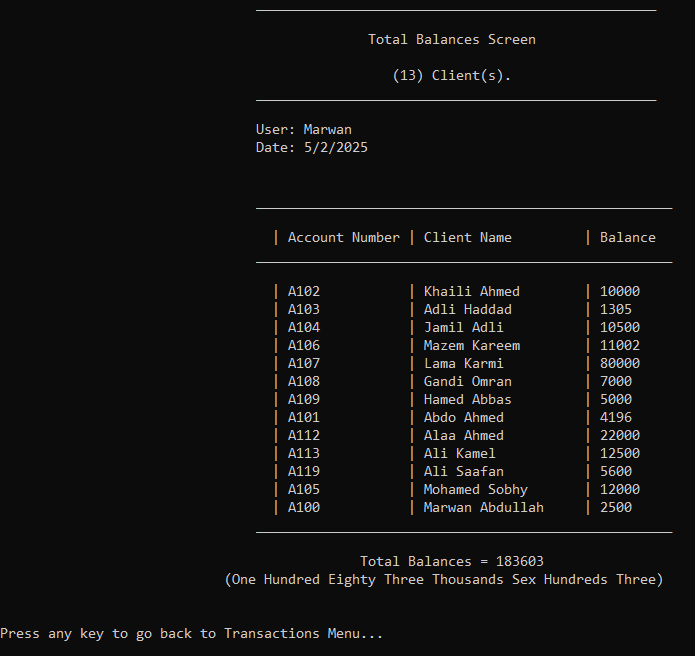 Total Balances Screen
(13) Client(s).
User: Marwan
Date: 5/2/2025
| Account Number | Client Name | Balance
| A102 | Khaili Ahmed | 10000
| A103 | Adli Haddad | 1305
| A104 | Jamil Adli | 10500
| A106 | Mazem Kareem | 11002
| A107 | Lama Karmi | 80000
| A108 | Gandi Omran | 7000
| A109 | Hamed Abbas | 5000
| A101 | Abdo Ahmed | 4196
| A112 | Alaa Ahmed | 22000
| A113 | Ali Kamel | 12500
| A119 | Ali Saafan | 5600
| A105 | Mohamed Sobhy | 12000
| A100 | Marwan Abdullah | 2500
Total Balances = 183603
(One Hundred Eighty Three Thousands Sex Hundreds Three)
Press any key to go back to Transactions Menu...